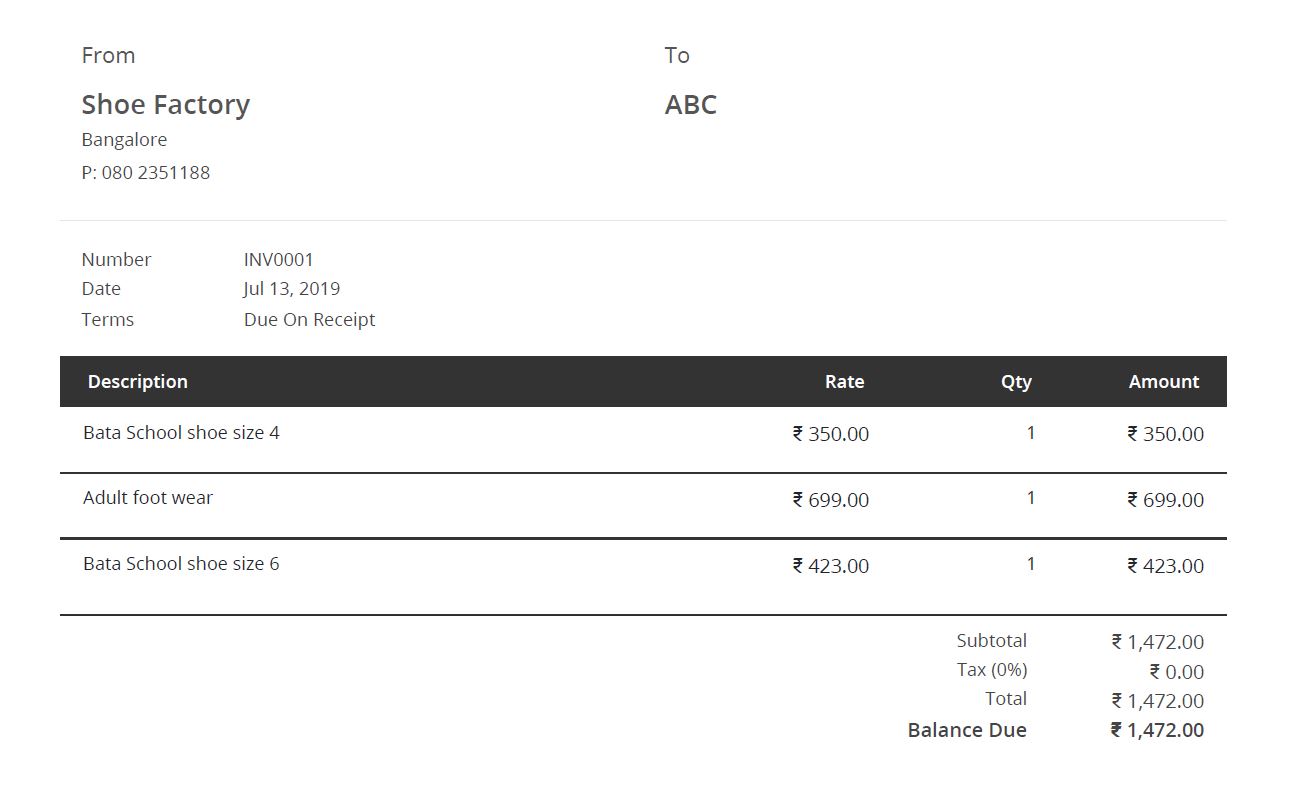 From
To
Shoe Factory
ABC
Bangalore
P: 080 2351188
Number INV0001
Date Jul 13, 2019
Terms Due On Receipt
Description Rate Qty Amount
Bata School shoe size 4 ₹ 350.00 1 ₹ 350.00
Adult foot wear ₹ 699.00 1 ₹ 699.00
Bata School shoe size 6 ₹ 423.00 1 ₹ 423.00
Subtotal ₹ 1,472.00
Tax (0%) ₹ 0.00
Total ₹ 1,472.00
Balance Due ₹ 1,472.00